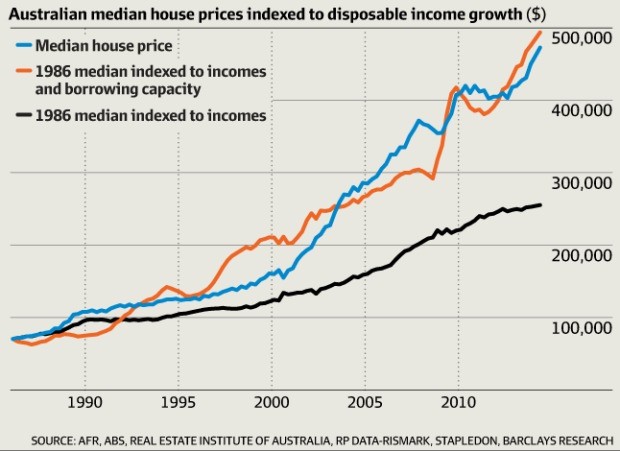 Australian median house prices indexed to disposable income growth ($)
500,000
Median house price
1986 median indexed to incomes
and borrowing capacity
400,000
1986 median indexed to incomes
300,000
200,000
100,000
1990 1995 2000 2005 2010
SOURCE: AFR, ABS, REAL ESTATE INSTITUTE OF AUSTRALIA, RP DATA-RISMARK, STAPLEDON, BARCLAYS RESEARCH